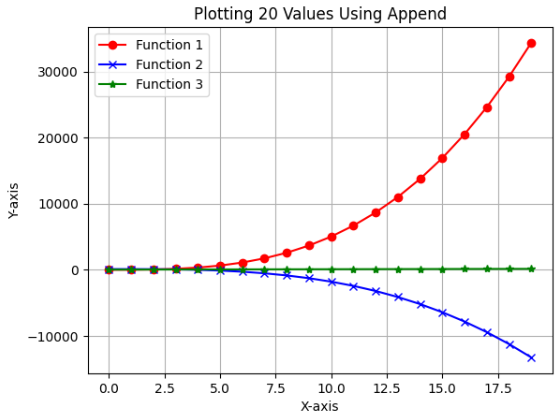 Plotting 20 Values Using Append
Function 1
Function 2
Function 3
30000
20000
10000
0
−10000
Y-axis
0.0 2.5 5.0 7.5 10.0 12.5 15.0 17.5
X-axis